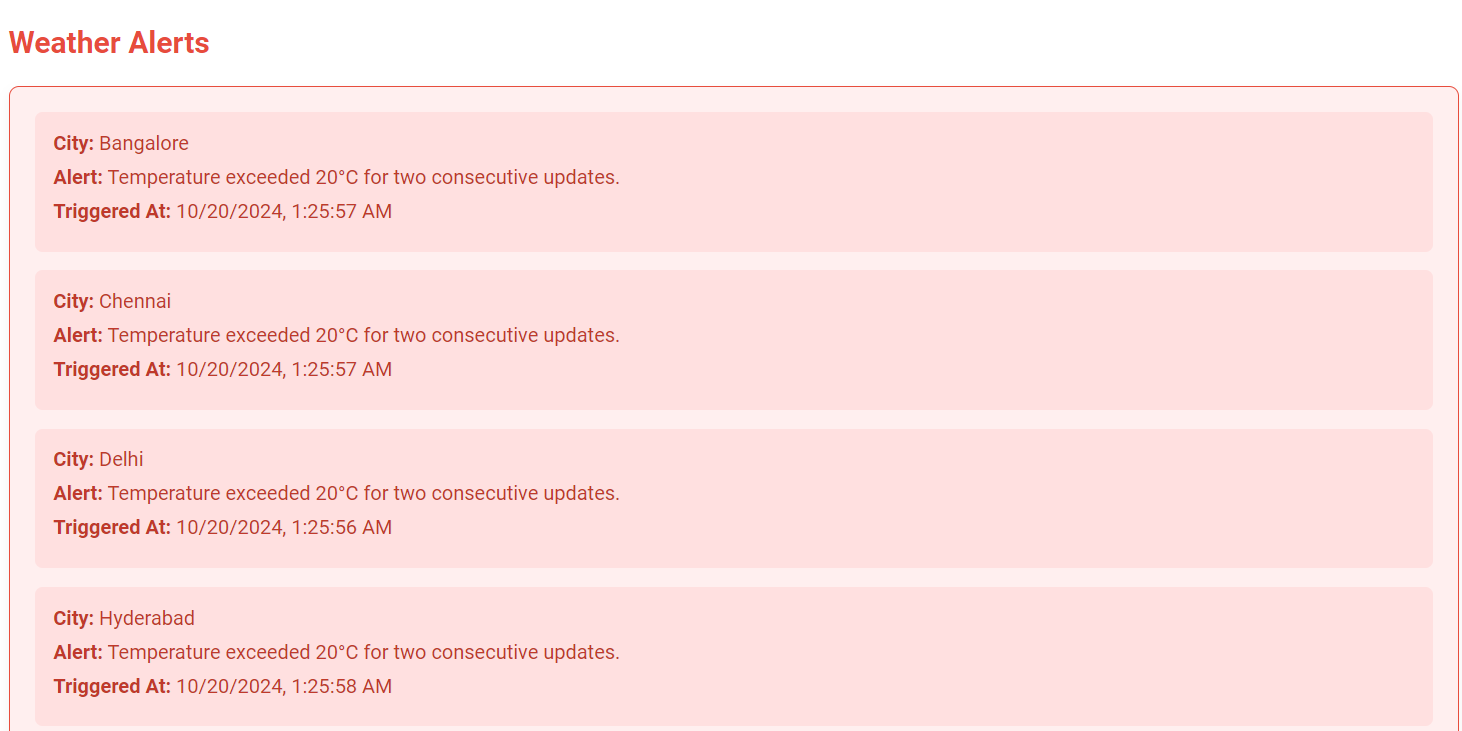 Weather Alerts
City: Bangalore
Alert: Temperature exceeded 20°C for two consecutive updates.
Triggered At: 10/20/2024, 1:25:57 AM
City: Chennai
Alert: Temperature exceeded 20°C for two consecutive updates.
Triggered At: 10/20/2024, 1:25:57 AM
City: Delhi
Alert: Temperature exceeded 20°C for two consecutive updates.
Triggered At: 10/20/2024, 1:25:56 AM
City: Hyderabad
Alert: Temperature exceeded 20°C for two consecutive updates.
Triggered At: 10/20/2024, 1:25:58 AM